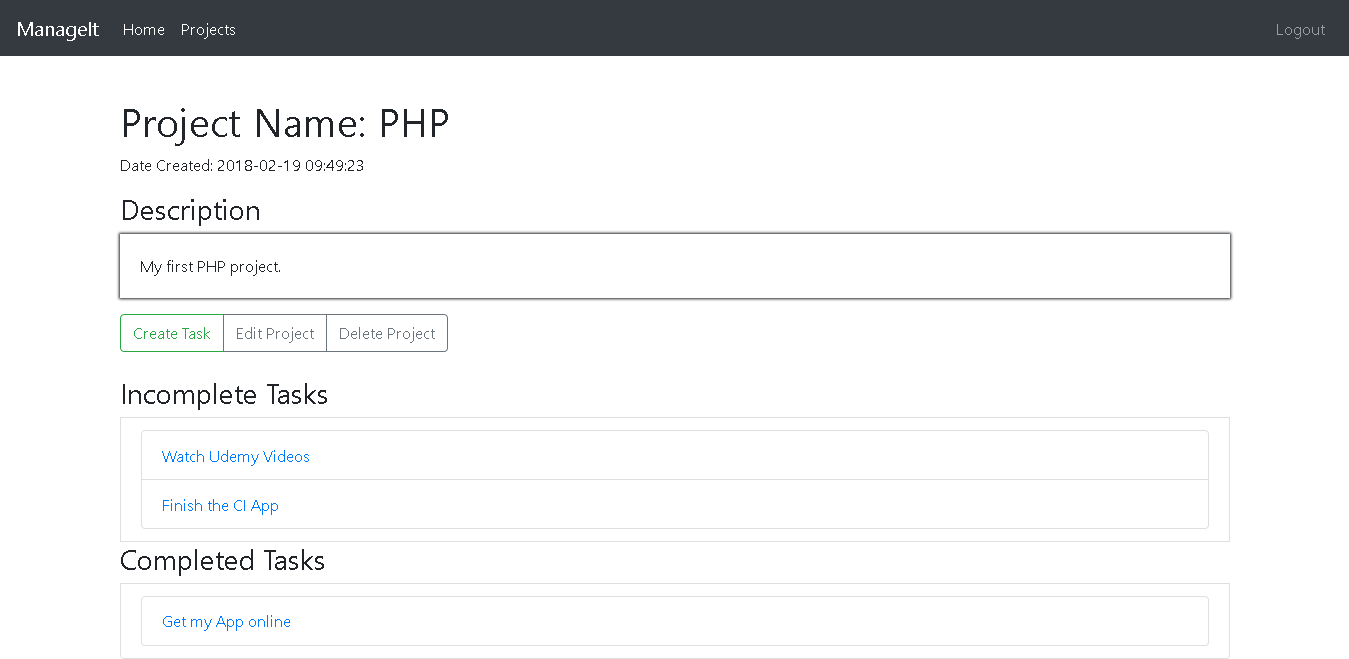 ManageIt Home Projects Logout
Project Name: PHP
Date Created: 2018-02-19 09:49:23
Description
My first PHP project.
Create Task Edit Project Delete Project
Incomplete Tasks
Watch Udemy Videos
Finish the CI App
Completed Tasks
Get my App online